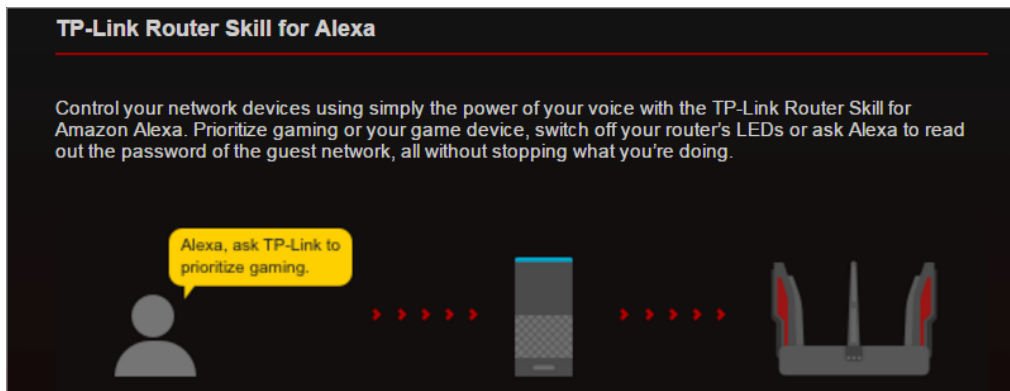 TP-Link Router Skill for Alexa
Control your network devices using simply the power of your voice with the TP-Link Router Skill for
Amazon Alexa. Prioritize gaming or your game device, switch off your router's LEDs or ask Alexa to read
out the password of the guest network, all without stopping what you're doing.
Alexa, ask TP-Link to
prioritize gaming.